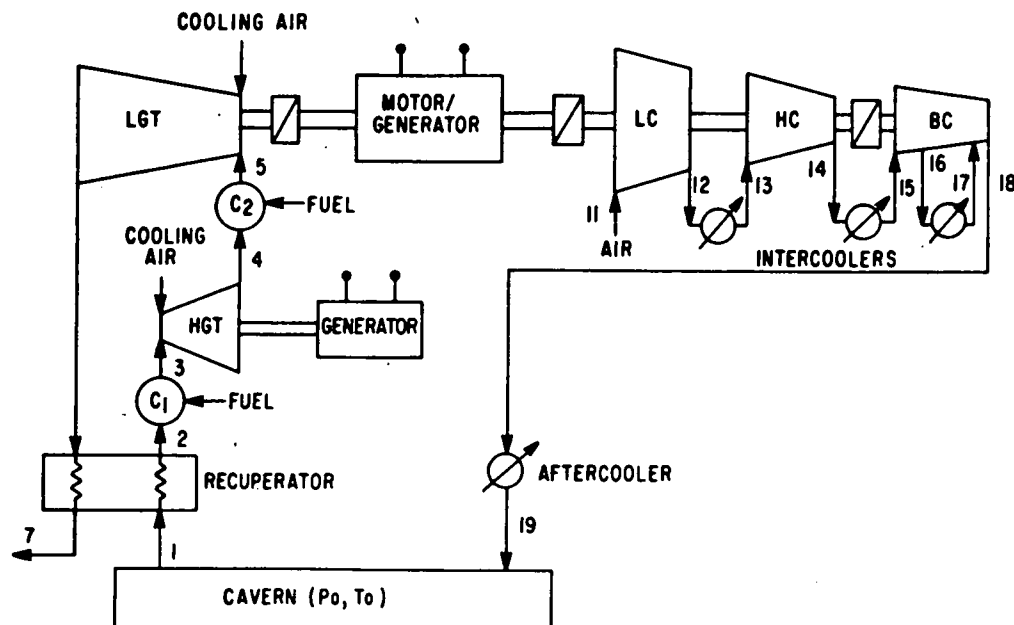 COOLING AIR
LGT
MOTOR/
GENERATOR
LC
HC
BC
5
12
13
14
15
16
17
18
C2
FUEL
11
AIR
INTERCOOLERS
COOLING
AIR
4
HGT
GENERATOR
3
C1
FUEL
2
RECUPERATOR
AFTERCOOLER
7
1
19
CAVERN (Po, To)